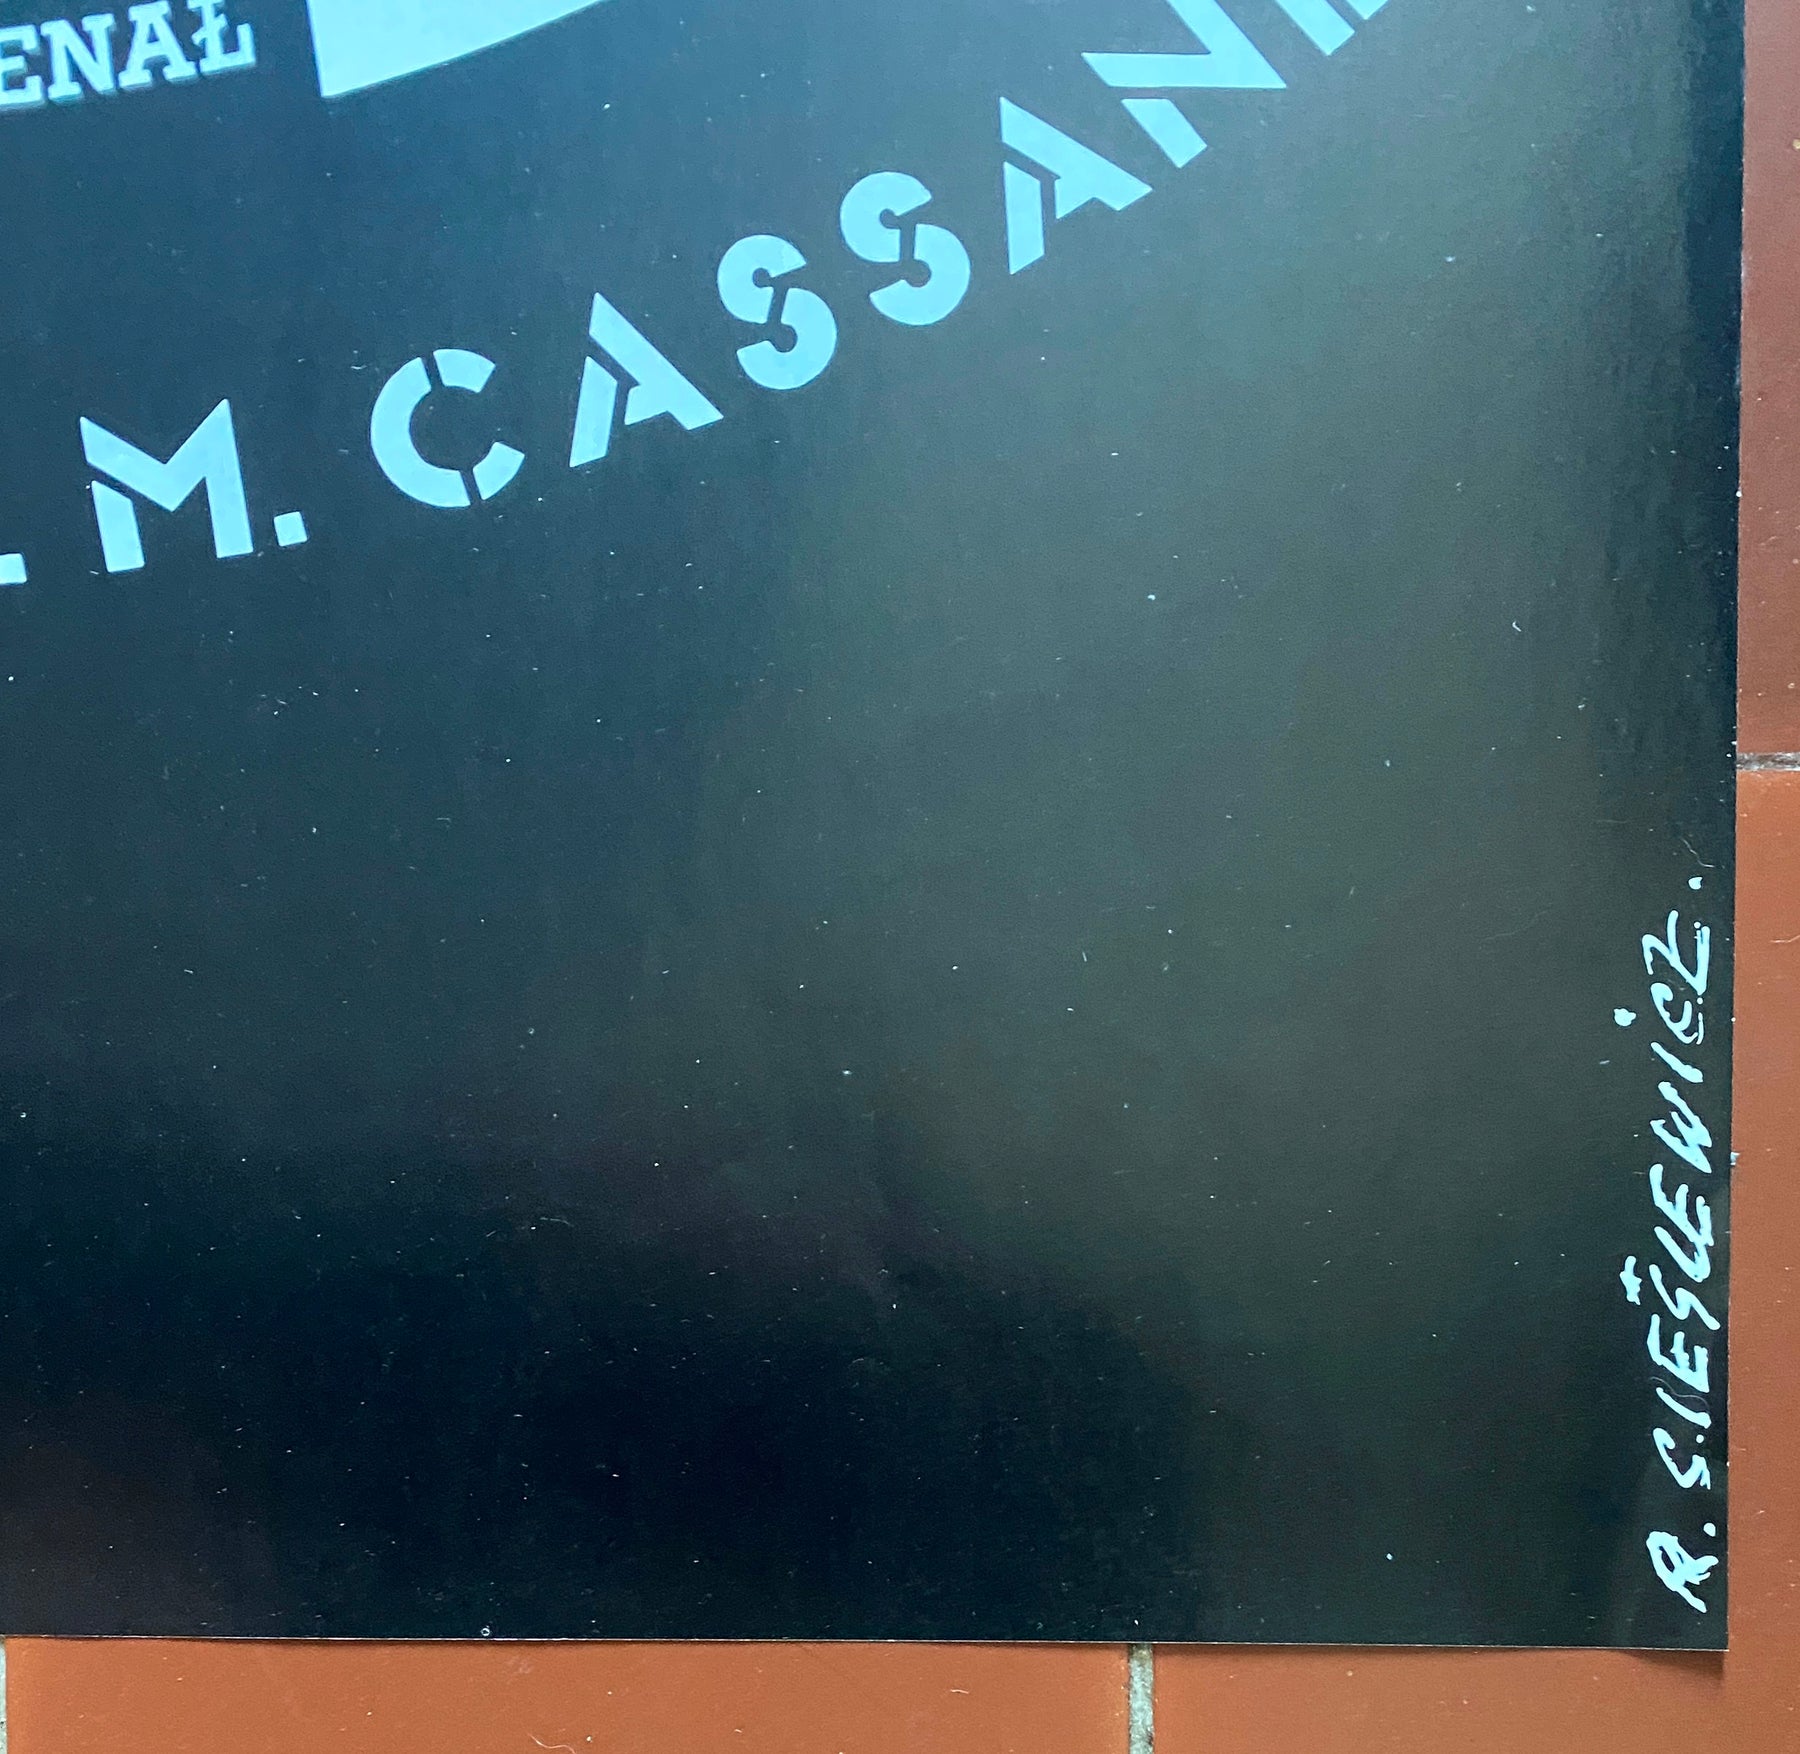 ENAŁ
. M. CASSAN
R. CIEŚLEWICZ.